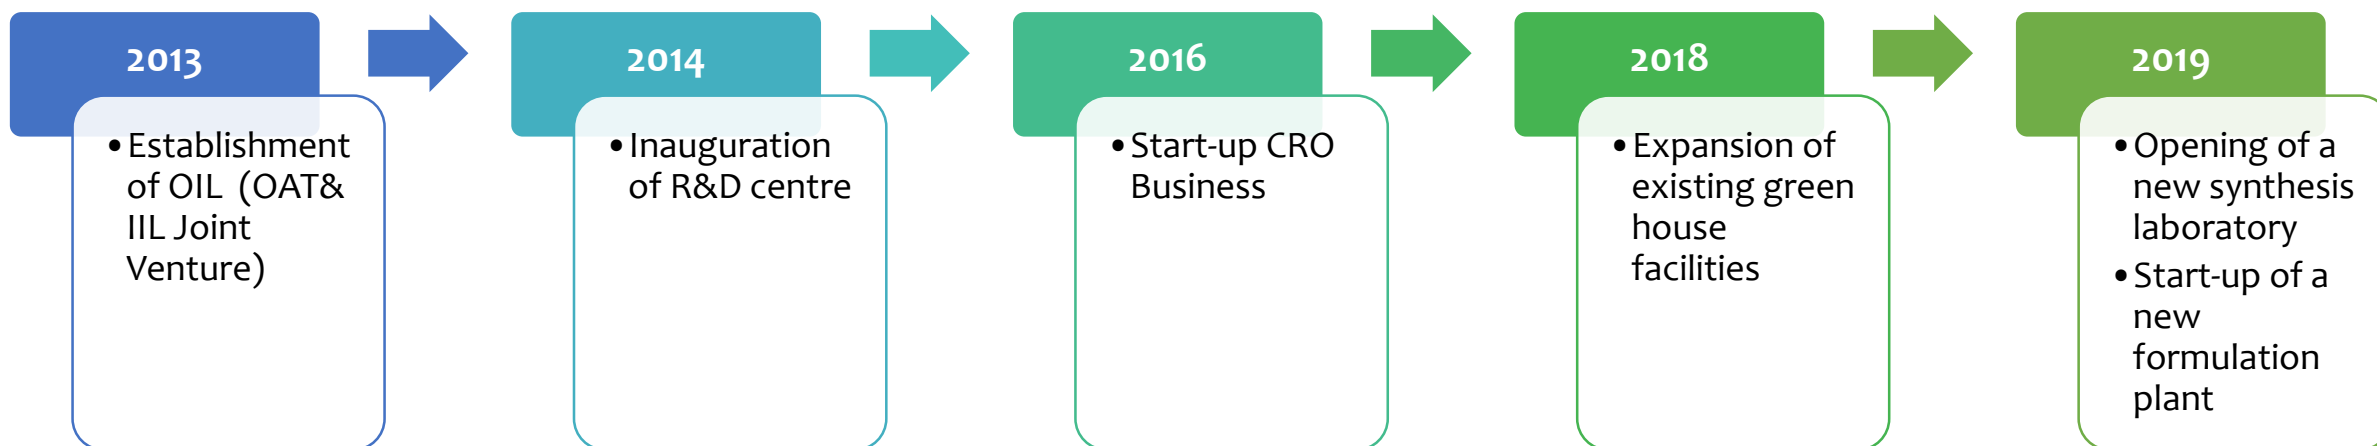 2013
•Establishment
of OIL (OAT&
IIL Joint
Venture)
2014
•Inauguration
of R&D centre
2016
•Start-up CRO
Business
2018
•Expansion of
existing green
house
facilities
2019
•Opening of a
new synthesis
laboratory
•Start-up of a
new
formulation
plant